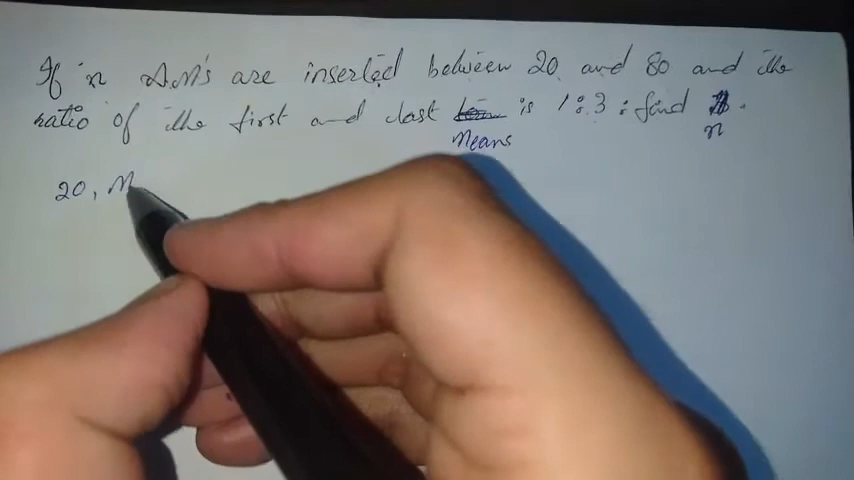 If n A.M's are inserted between 20 and 80 and the
ratio of the first and last is 1:3 : find .
Means n
20, M